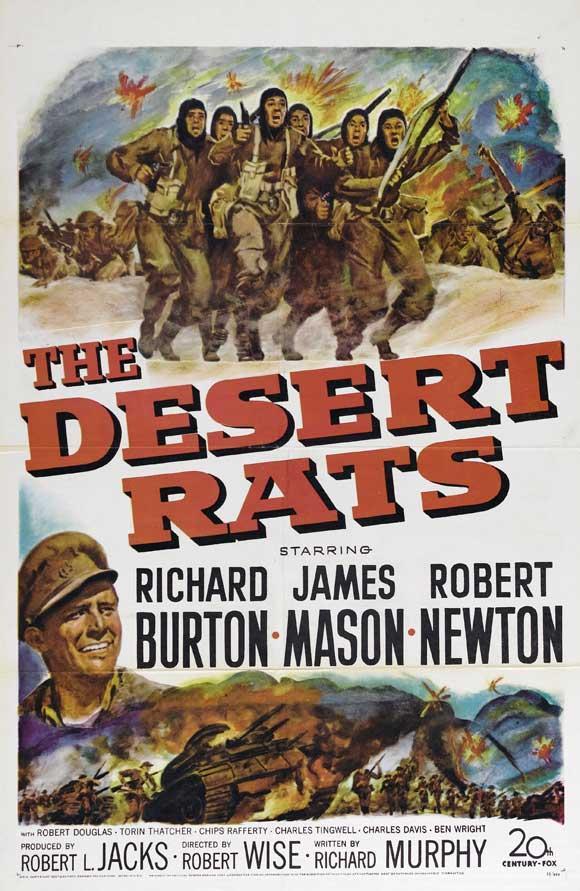 THE
DESERT
RATS
STARRING
RICHARD JAMES ROBERT
BURTON · MASON · NEWTON
WITH ROBERT DOUGLAS · TORIN THATCHER · CHIPS RAFFERTY · CHARLES TINGWELL · CHARLES DAVIS · BEN WRIGHT
PRODUCED BY ROBERT L. JACKS · DIRECTED BY ROBERT WISE · WRITTEN BY RICHARD MURPHY
20th
CENTURY-FOX